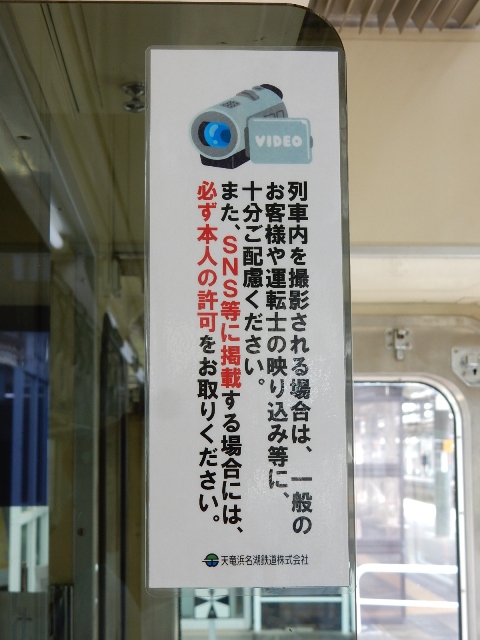 VIDEO
列車内を撮影される場合は、一般の
お客様や運転士の映り込み等に、
十分ご配慮ください。
また、SNS等に掲載する場合には、
必ず本人の許可をお取りください。
天竜浜名湖鉄道株式会社